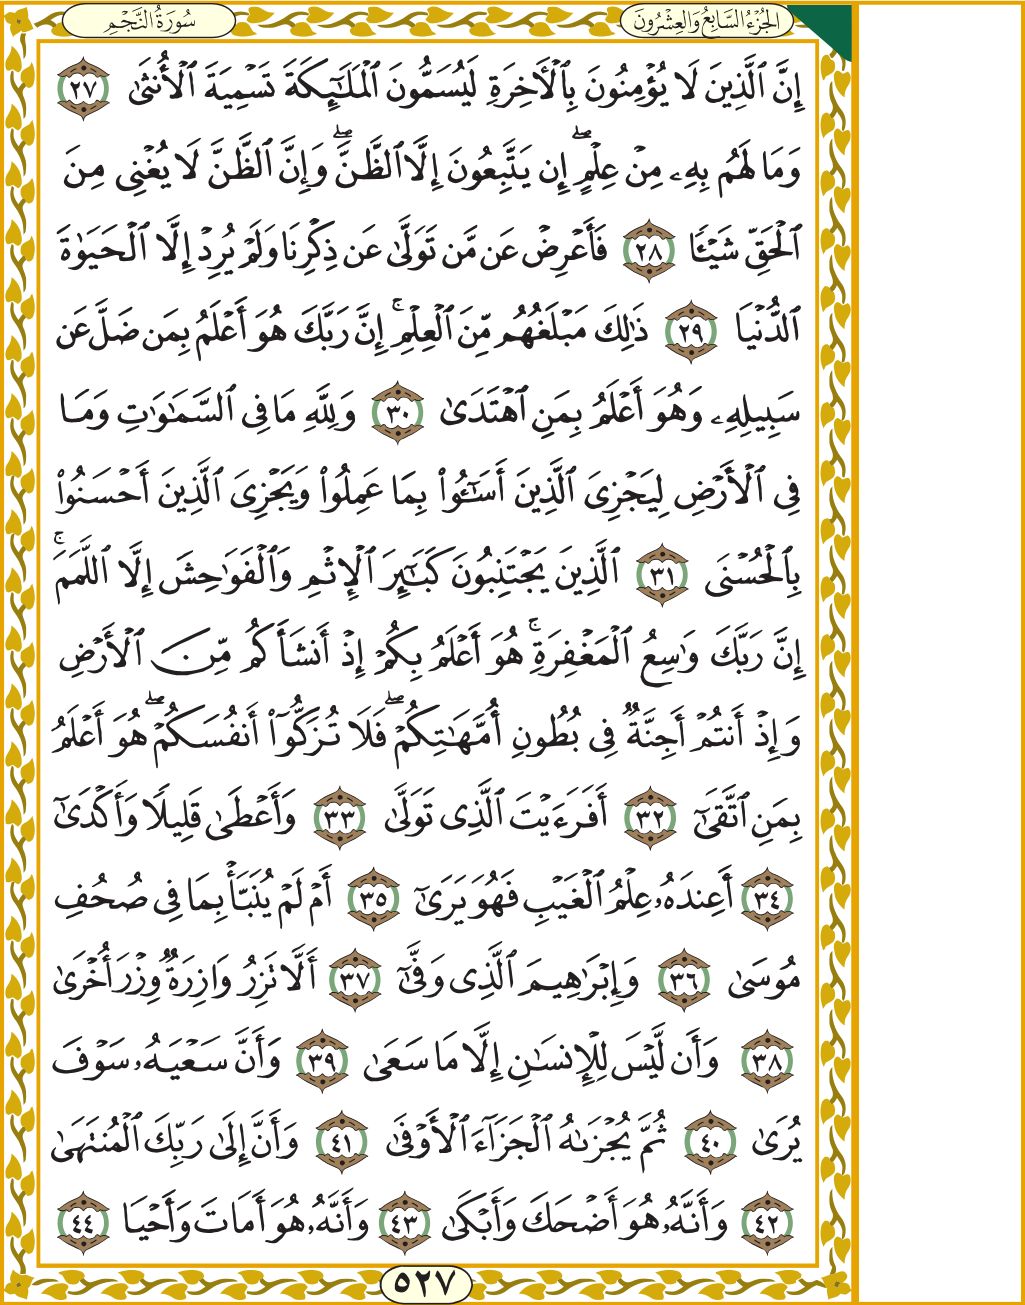 الجُزْءُ السَّابِعُ وَالعِشْرُونَ
سُورَةُ النَّجْمِ
إِنَّ ٱلَّذِينَ لَا يُؤْمِنُونَ بِٱلْأَخِرَةِ لَيُسَمُّونَ ٱلْمَلَٰٓئِكَةَ تَسْمِيَةَ ٱلْأُنثَىٰ ٢٧
وَمَا لَهُم بِهِۦ مِنْ عِلْمٍ ۖ إِن يَتَّبِعُونَ إِلَّا ٱلظَّنَّ ۖ وَإِنَّ ٱلظَّنَّ لَا يُغْنِى مِنَ
ٱلْحَقِّ شَيْـًٔا ٢٨ فَأَعْرِضْ عَن مَّن تَوَلَّىٰ عَن ذِكْرِنَا وَلَمْ يُرِدْ إِلَّا ٱلْحَيَوٰةَ
ٱلدُّنْيَا ٢٩ ذَٰلِكَ مَبْلَغُهُم مِّنَ ٱلْعِلْمِ ۚ إِنَّ رَبَّكَ هُوَ أَعْلَمُ بِمَن ضَلَّ عَن
سَبِيلِهِۦ وَهُوَ أَعْلَمُ بِمَنِ ٱهْتَدَىٰ ٣٠ وَلِلَّهِ مَا فِى ٱلسَّمَٰوَٰتِ وَمَا
فِى ٱلْأَرْضِ لِيَجْزِىَ ٱلَّذِينَ أَسَٰٓـُٔوا۟ بِمَا عَمِلُوا۟ وَيَجْزِىَ ٱلَّذِينَ أَحْسَنُوا۟
بِٱلْحُسْنَى ٣١ ٱلَّذِينَ يَجْتَنِبُونَ كَبَٰٓئِرَ ٱلْإِثْمِ وَٱلْفَوَٰحِشَ إِلَّا ٱللَّمَمَ ۚ
إِنَّ رَبَّكَ وَٰسِعُ ٱلْمَغْفِرَةِ ۚ هُوَ أَعْلَمُ بِكُمْ إِذْ أَنشَأَكُم مِّنَ ٱلْأَرْضِ
وَإِذْ أَنتُمْ أَجِنَّةٌ فِى بُطُونِ أُمَّهَٰتِكُمْ ۖ فَلَا تُزَكُّوٓا۟ أَنفُسَكُمْ ۖ هُوَ أَعْلَمُ
بِمَنِ ٱتَّقَىٰٓ ٣٢ أَفَرَءَيْتَ ٱلَّذِى تَوَلَّىٰ ٣٣ وَأَعْطَىٰ قَلِيلًا وَأَكْدَىٰٓ
٣٤ أَعِندَهُۥ عِلْمُ ٱلْغَيْبِ فَهُوَ يَرَىٰٓ ٣٥ أَمْ لَمْ يُنَبَّأْ بِمَا فِى صُحُفِ
مُوسَىٰ ٣٦ وَإِبْرَٰهِيمَ ٱلَّذِى وَفَّىٰٓ ٣٧ أَلَّا تَزِرُ وَازِرَةٌ وِزْرَ أُخْرَىٰ
٣٨ وَأَن لَّيْسَ لِلْإِنسَٰنِ إِلَّا مَا سَعَىٰ ٣٩ وَأَنَّ سَعْيَهُۥ سَوْفَ
يُرَىٰ ٤٠ ثُمَّ يُجْزَىٰهُ ٱلْجَزَآءَ ٱلْأَوْفَىٰ ٤١ وَأَنَّ إِلَىٰ رَبِّكَ ٱلْمُنتَهَىٰ
٤٢ وَأَنَّهُۥ هُوَ أَضْحَكَ وَأَبْكَىٰ ٤٣ وَأَنَّهُۥ هُوَ أَمَاتَ وَأَحْيَا ٤٤
٥٢٧